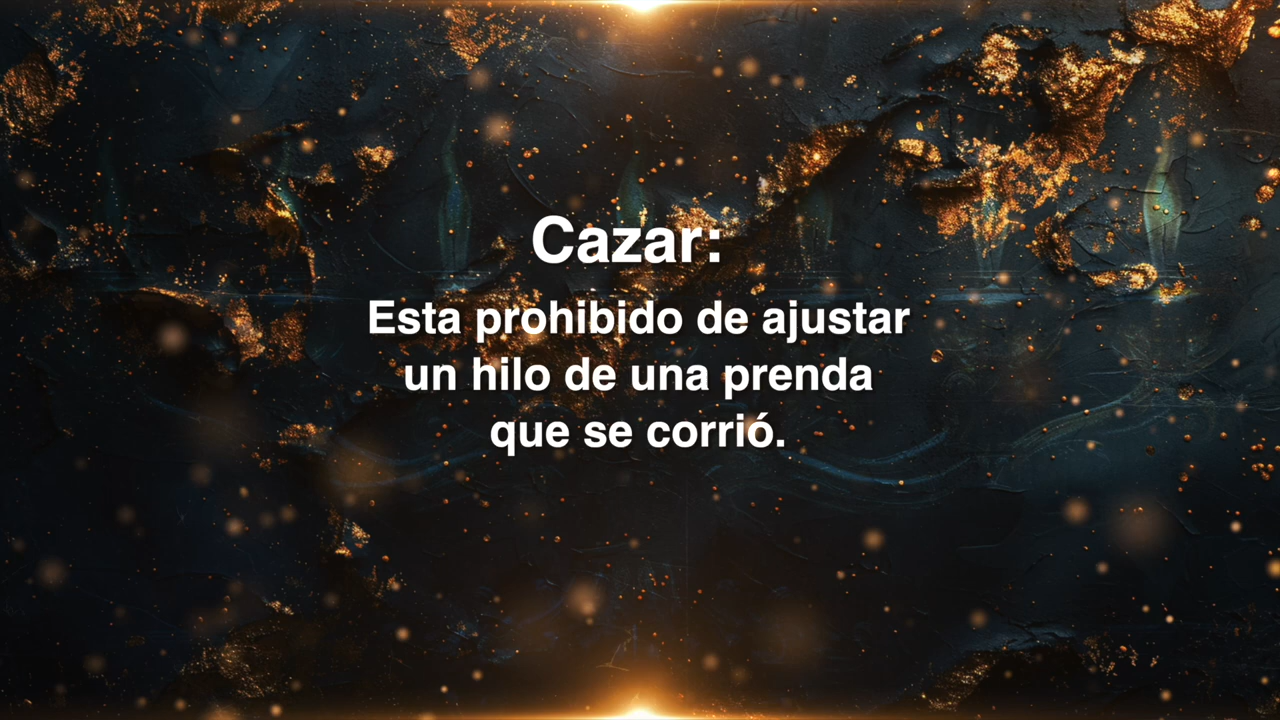 Cazar:
Esta prohibido de ajustar
un hilo de una prenda
que se corrió.